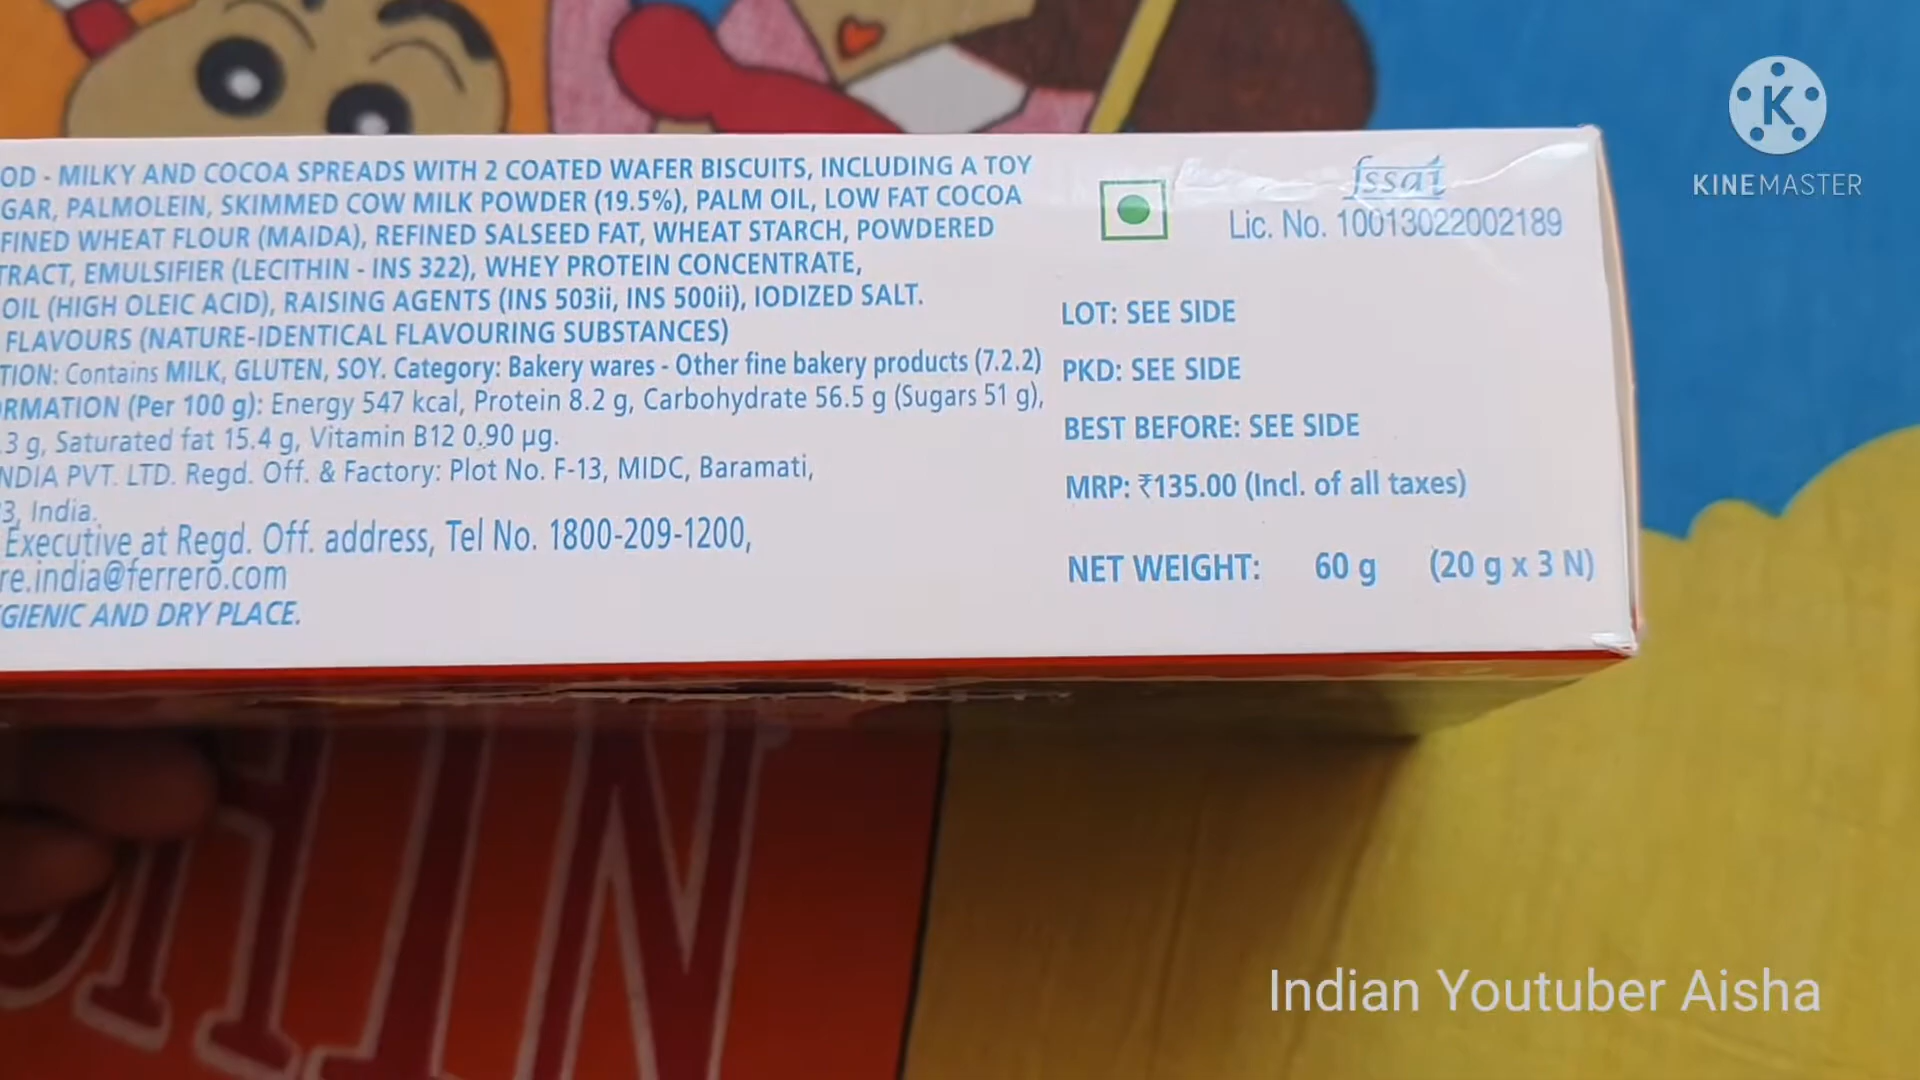 OD - MILKY AND COCOA SPREADS WITH 2 COATED WAFER BISCUITS, INCLUDING A TOY
GAR, PALMOLEIN, SKIMMED COW MILK POWDER (19.5%), PALM OIL, LOW FAT COCOA
FINED WHEAT FLOUR (MAIDA), REFINED SALSEED FAT, WHEAT STARCH, POWDERED
TRACT, EMULSIFIER (LECITHIN - INS 322), WHEY PROTEIN CONCENTRATE,
OIL (HIGH OLEIC ACID), RAISING AGENTS (INS 503ii, INS 500ii), IODIZED SALT.
FLAVOURS (NATURE-IDENTICAL FLAVOURING SUBSTANCES)
TION: Contains MILK, GLUTEN, SOY. Category: Bakery wares - Other fine bakery products (7.2.2)
ORMATION (Per 100 g): Energy 547 kcal, Protein 8.2 g, Carbohydrate 56.5 g (Sugars 51 g),
.3 g, Saturated fat 15.4 g, Vitamin B12 0.90 µg.
NDIA PVT. LTD. Regd. Off. & Factory: Plot No. F-13, MIDC, Baramati,
3, India.
Executive at Regd. Off. address, Tel No. 1800-209-1200,
re.india@ferrero.com
GIENIC AND DRY PLACE.
fssai
Lic. No. 10013022002189
LOT: SEE SIDE
PKD: SEE SIDE
BEST BEFORE: SEE SIDE
MRP: ₹135.00 (Incl. of all taxes)
NET WEIGHT: 60 g (20 g x 3 N)
K
KINEMASTER
Indian Youtuber Aisha